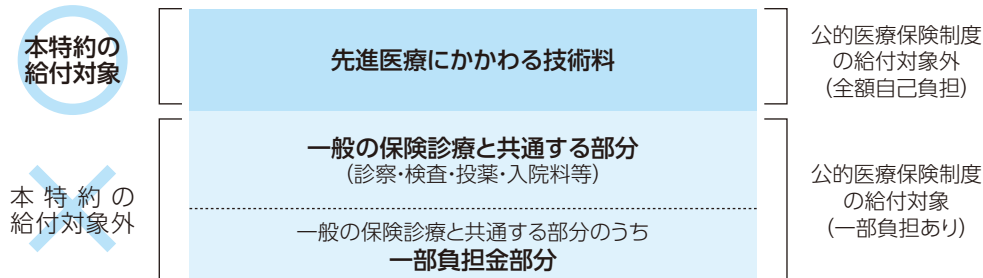 本特約の
給付対象
先進医療にかかわる技術料
公的医療保険制度
の給付対象外
(全額自己負担)
本特約の
給付対象外
一般の保険診療と共通する部分
(診察・検査・投薬・入院料等)
一般の保険診療と共通する部分のうち
一部負担金部分
公的医療保険制度
の給付対象
(一部負担あり)